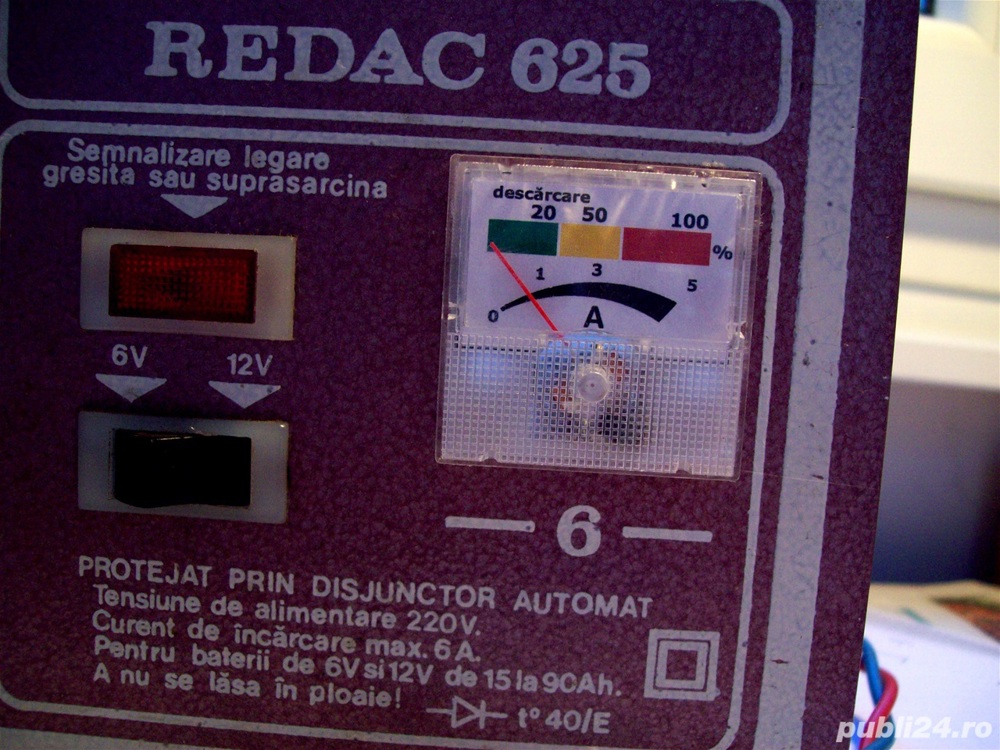 REDAC 625
Semnalizare legare
greșita sau suprasarcina
descărcare
20 50 100
%
1 3 5
0 A
6V 12V
— 6 —
PROTEJAT PRIN DISJUNCTOR AUTOMAT
Tensiune de alimentare 220V.
Curent de încărcare max. 6 A.
Pentru baterii de 6V si 12V de 15 la 90Ah.
A nu se lăsa în ploaie!
t° 40/E
publi24.ro